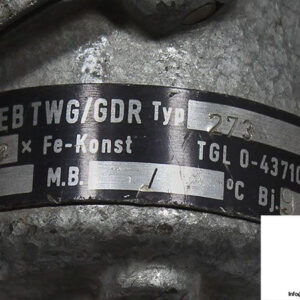 EB TWG/GDR Typ 273
x Fe-Konst TGL 0-43710
M.B. / °C Bj.